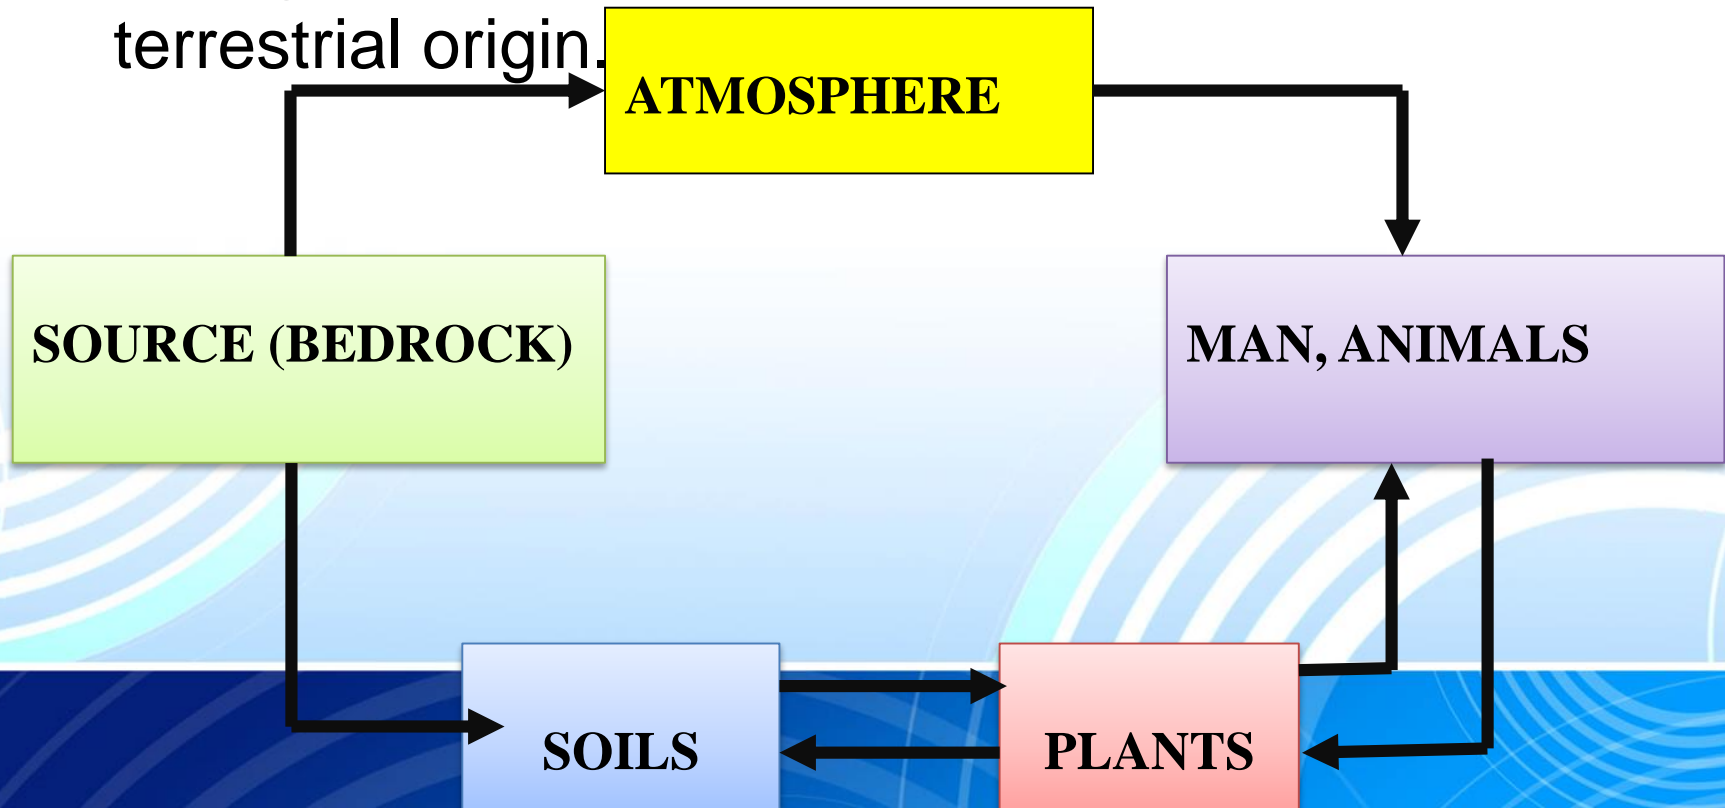 terrestrial origin.
ATMOSPHERE
SOURCE (BEDROCK)
MAN, ANIMALS
SOILS
PLANTS